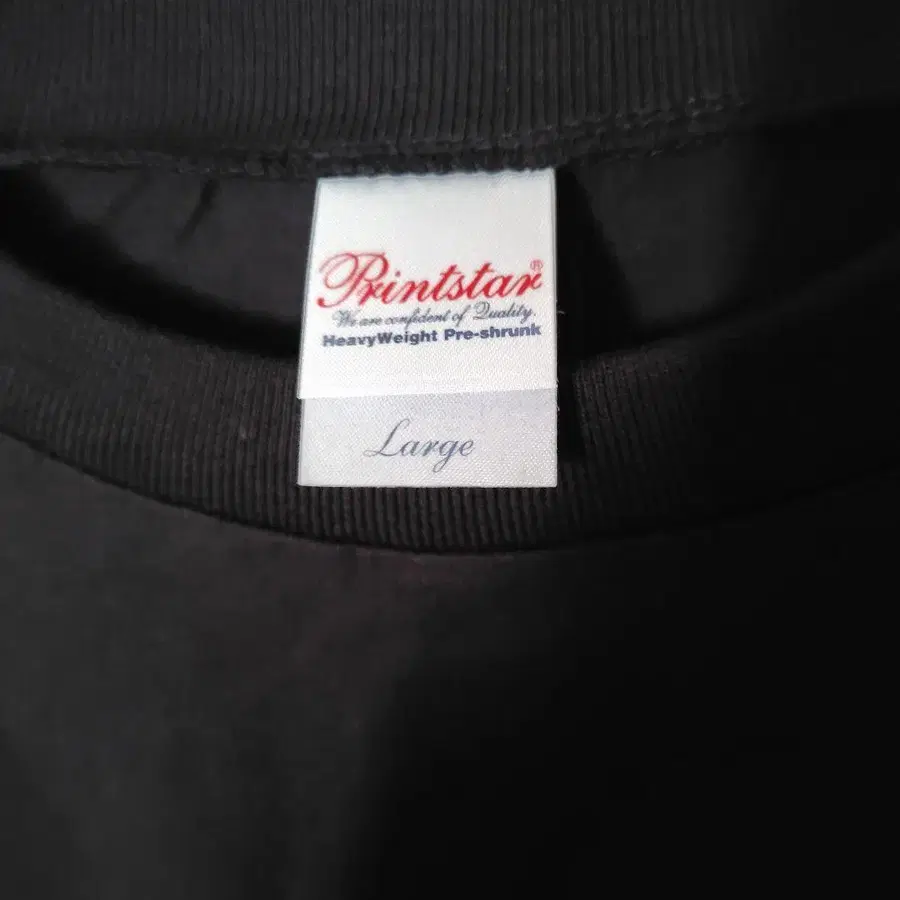 Printstar®
We are confident of Quality.
HeavyWeight Pre-shrunk
Large